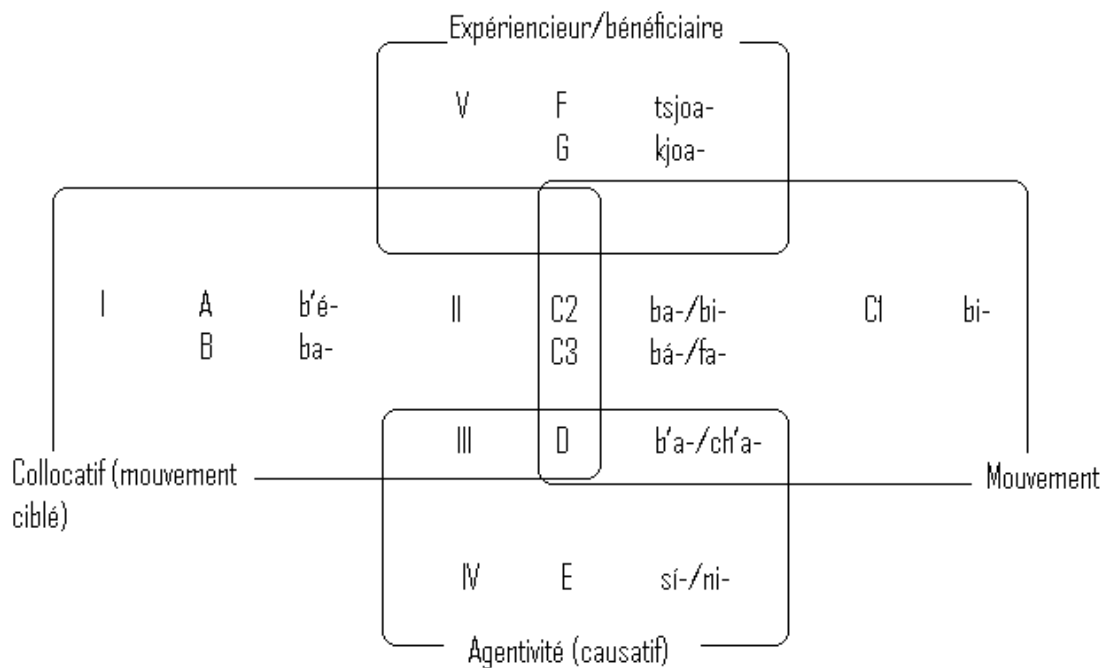 Expériencieur/bénéficiaire
V F tsjoa-
G kjoa-
I A b'é- II C2 ba-/bi- C1 bi-
B ba- C3 bá-/fa-
III D b'a-/ch'a-
Collocatif (mouvement Mouvement
ciblé)
IV E sí-/ni-
Agentivité (causatif)